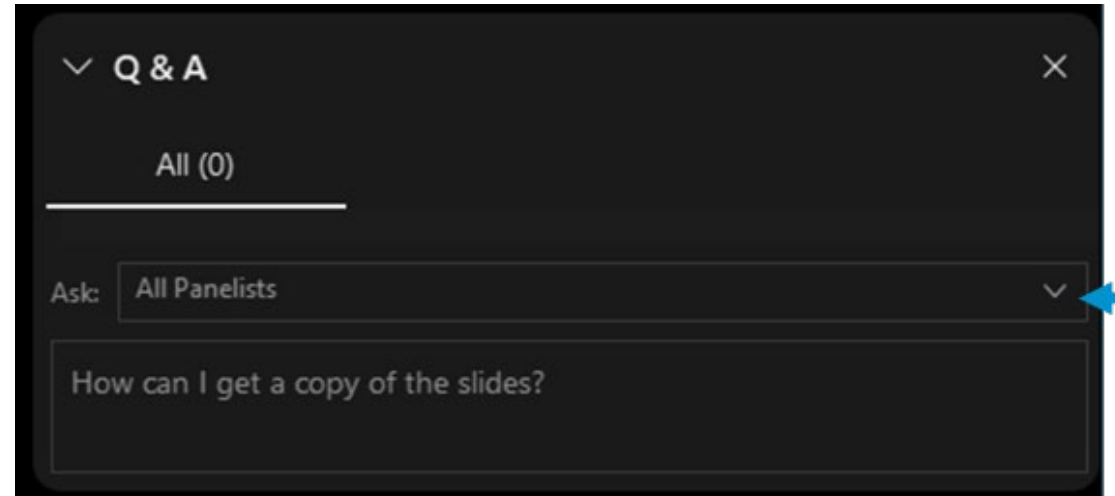 Q & A
All (0)
Ask: All Panelists
How can I get a copy of the slides?